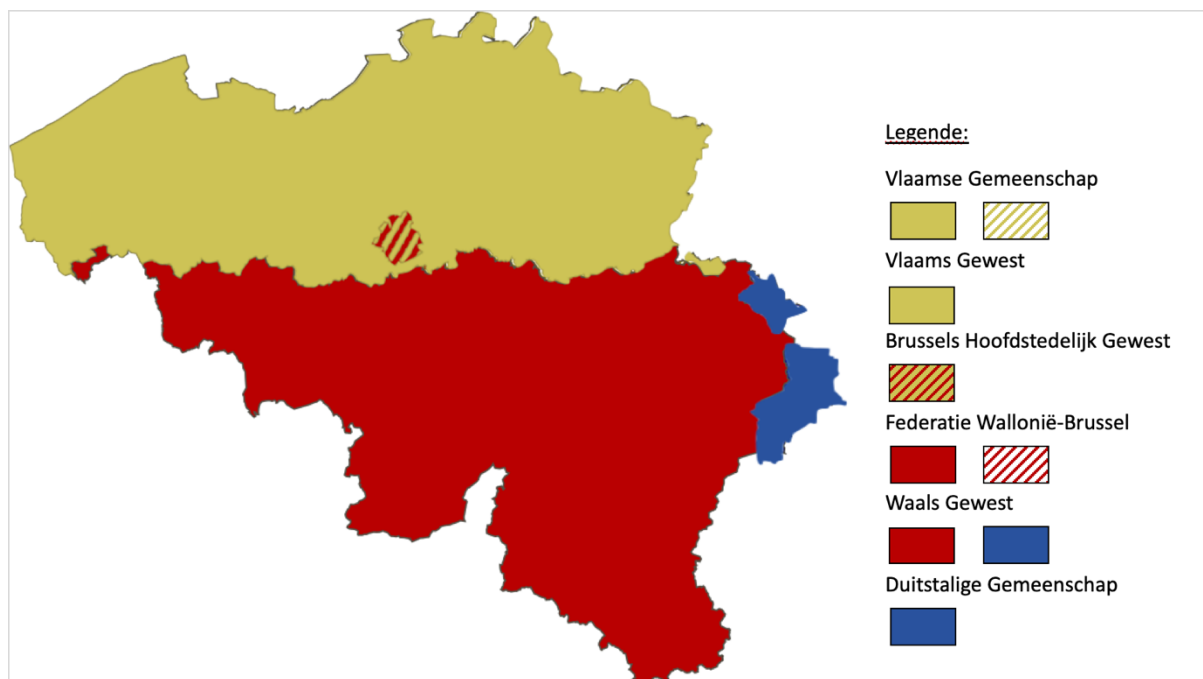 Legende:
Vlaamse Gemeenschap
Vlaams Gewest
Brussels Hoofdstedelijk Gewest
Federatie Wallonië-Brussel
Waals Gewest
Duitstalige Gemeenschap